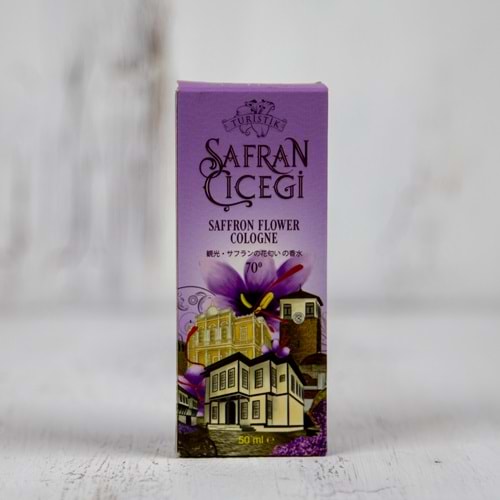 TURİSTİK
SAFRAN
ÇİÇEĞİ
SAFFRON FLOWER
COLOGNE
観光・サフランの花匂いの香水
70°
50 ml e